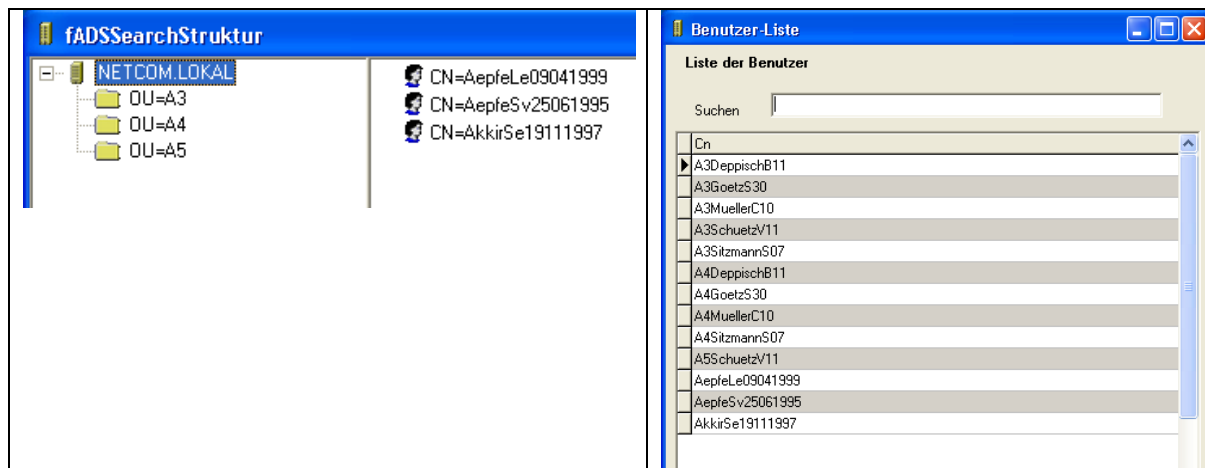 fADSSearchStruktur
NETCOM.LOKAL
OU=A3
OU=A4
OU=A5
CN=AepfeLe09041999
CN=AepfeSv25061995
CN=AkkirSe19111997
Benutzer-Liste
Liste der Benutzer
Suchen
Cn
A3DeppischB11
A3GoetzS30
A3MuellerC10
A3SchuetzV11
A3SitzmannS07
A4DeppischB11
A4GoetzS30
A4MuellerC10
A4SitzmannS07
A5SchuetzV11
AepfeLe09041999
AepfeSv25061995
AkkirSe19111997